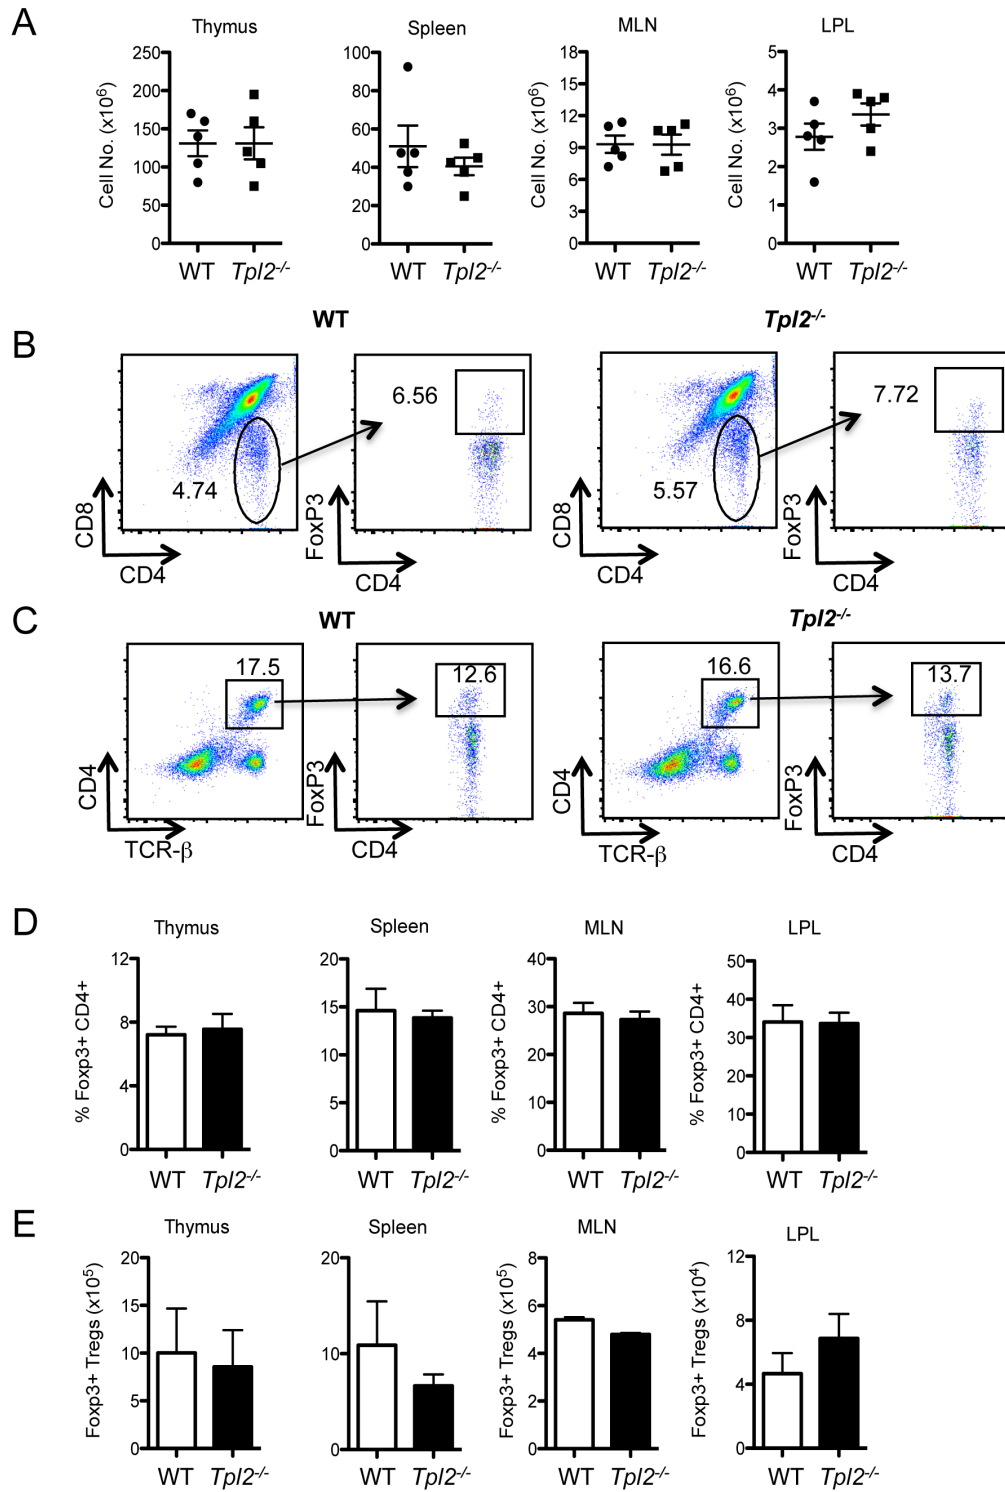 A
Thymus
Spleen
MLN
LPL
Cell No. (x10⁶)
250
200
150
100
50
0
WT
Tpl2⁻/⁻
Cell No. (x10⁶)
100
80
60
40
20
0
WT
Tpl2⁻/⁻
Cell No. (x10⁶)
18
15
12
9
6
3
0
WT
Tpl2⁻/⁻
Cell No. (x10⁶)
5
4
3
2
1
0
WT
Tpl2⁻/⁻
B
WT
Tpl2⁻/⁻
4.74
CD8
CD4
6.56
FoxP3
CD4
5.57
CD8
CD4
7.72
FoxP3
CD4
C
WT
Tpl2⁻/⁻
17.5
CD4
TCR-β
12.6
FoxP3
CD4
16.6
CD4
TCR-β
13.7
FoxP3
CD4
D
Thymus
Spleen
MLN
LPL
% Foxp3+ CD4+
12
8
4
0
WT
Tpl2⁻/⁻
20
15
10
5
0
WT
Tpl2⁻/⁻
% Foxp3+ CD4+
40
30
20
10
0
WT
Tpl2⁻/⁻
% Foxp3+ CD4+
50
40
30
20
10
0
WT
Tpl2⁻/⁻
E
Thymus
Spleen
MLN
LPL
Foxp3+ Tregs (x10⁵)
20
15
10
5
0
WT
Tpl2⁻/⁻
20
10
0
WT
Tpl2⁻/⁻
Foxp3+ Tregs (x10⁵)
8
6
4
2
0
WT
Tpl2⁻/⁻
Foxp3+ Tregs (x10⁴)
12
8
4
0
WT
Tpl2⁻/⁻